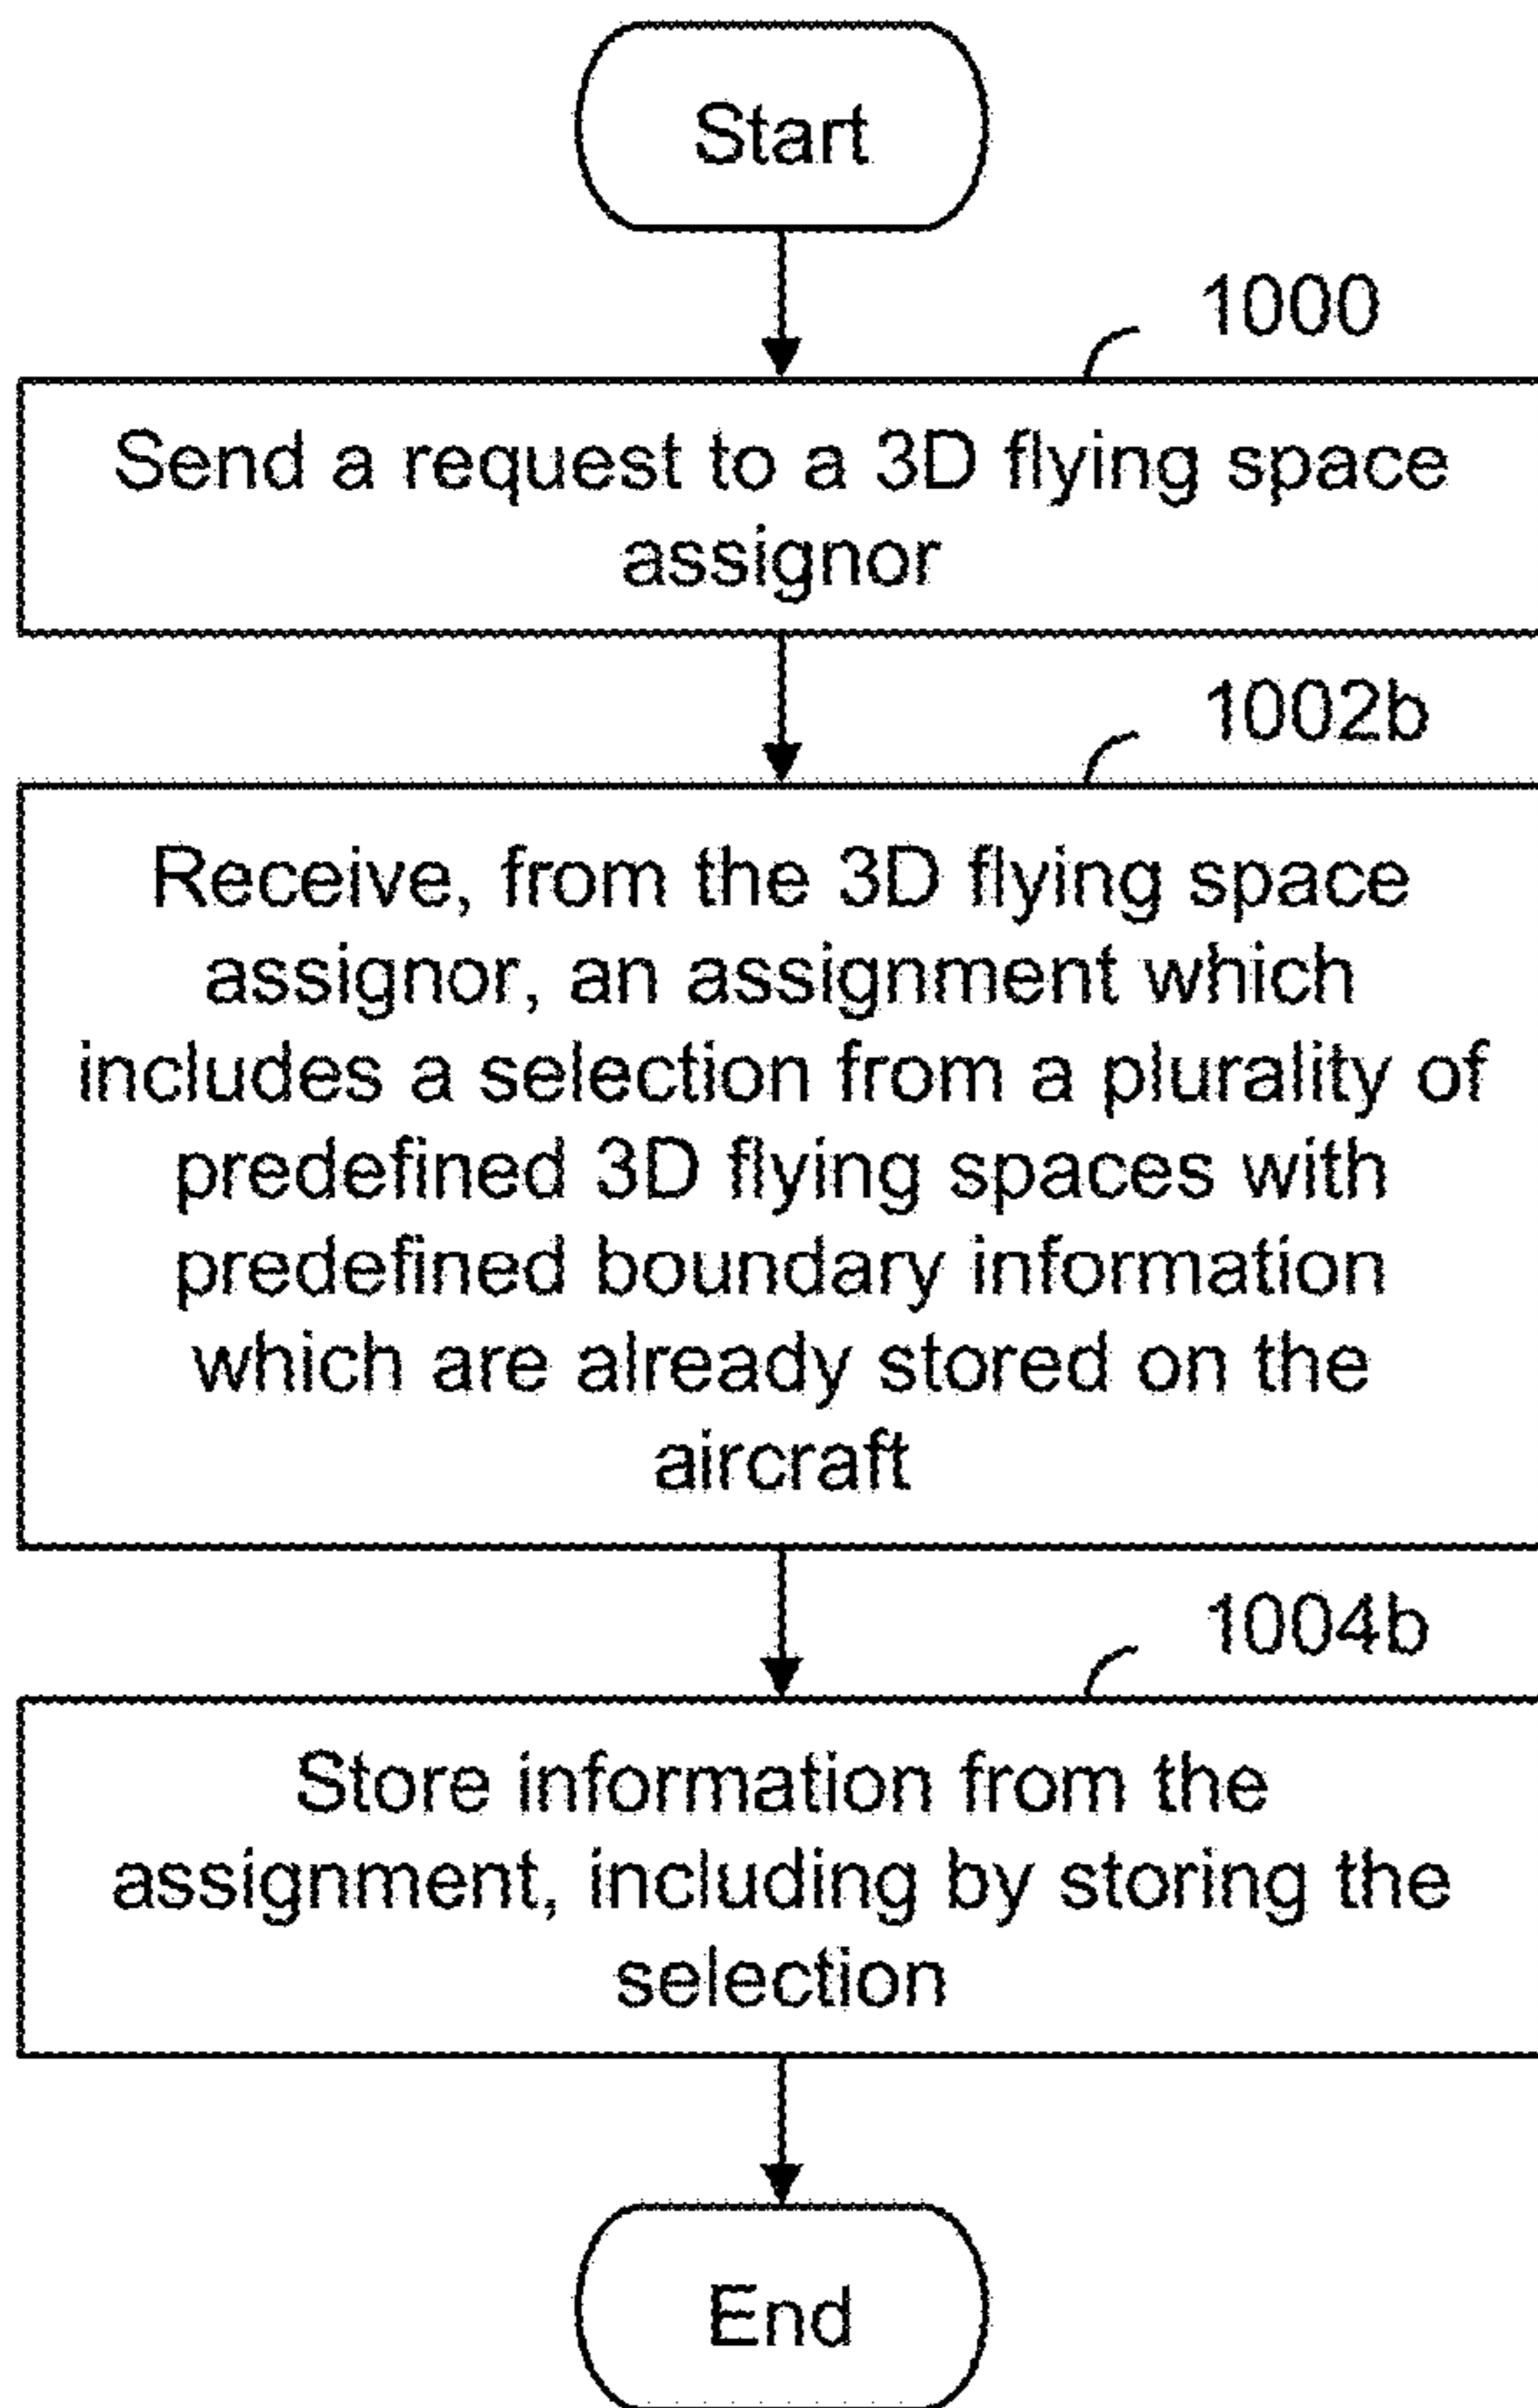 Start
1000
Send a request to a 3D flying space
assignor
1002b
Receive, from the 3D flying space
assignor, an assignment which
includes a selection from a plurality of
predefined 3D flying spaces with
predefined boundary information
which are already stored on the
aircraft
1004b
Store information from the
assignment, including by storing the
selection
End